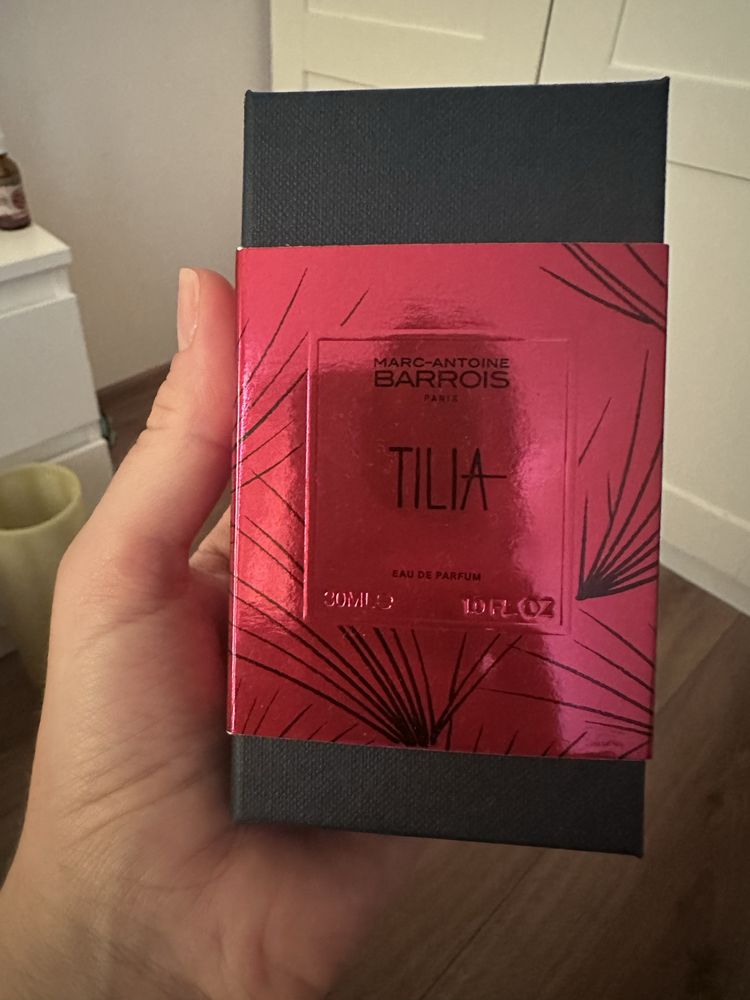 MARC-ANTOINE
BARROIS
PARIS
TILIA
EAU DE PARFUM
30ML℮ 1.0 FL. OZ